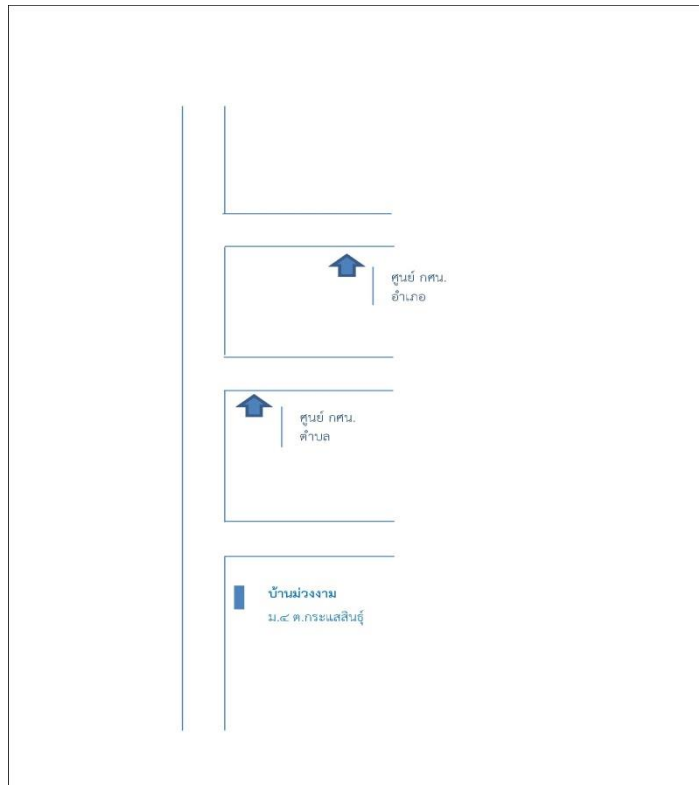 ศูนย์ กศน.
อำเภอ
ศูนย์ กศน.
ตำบล
บ้านม่วงงาม
ม.๔ ต.กระแสสินธุ์